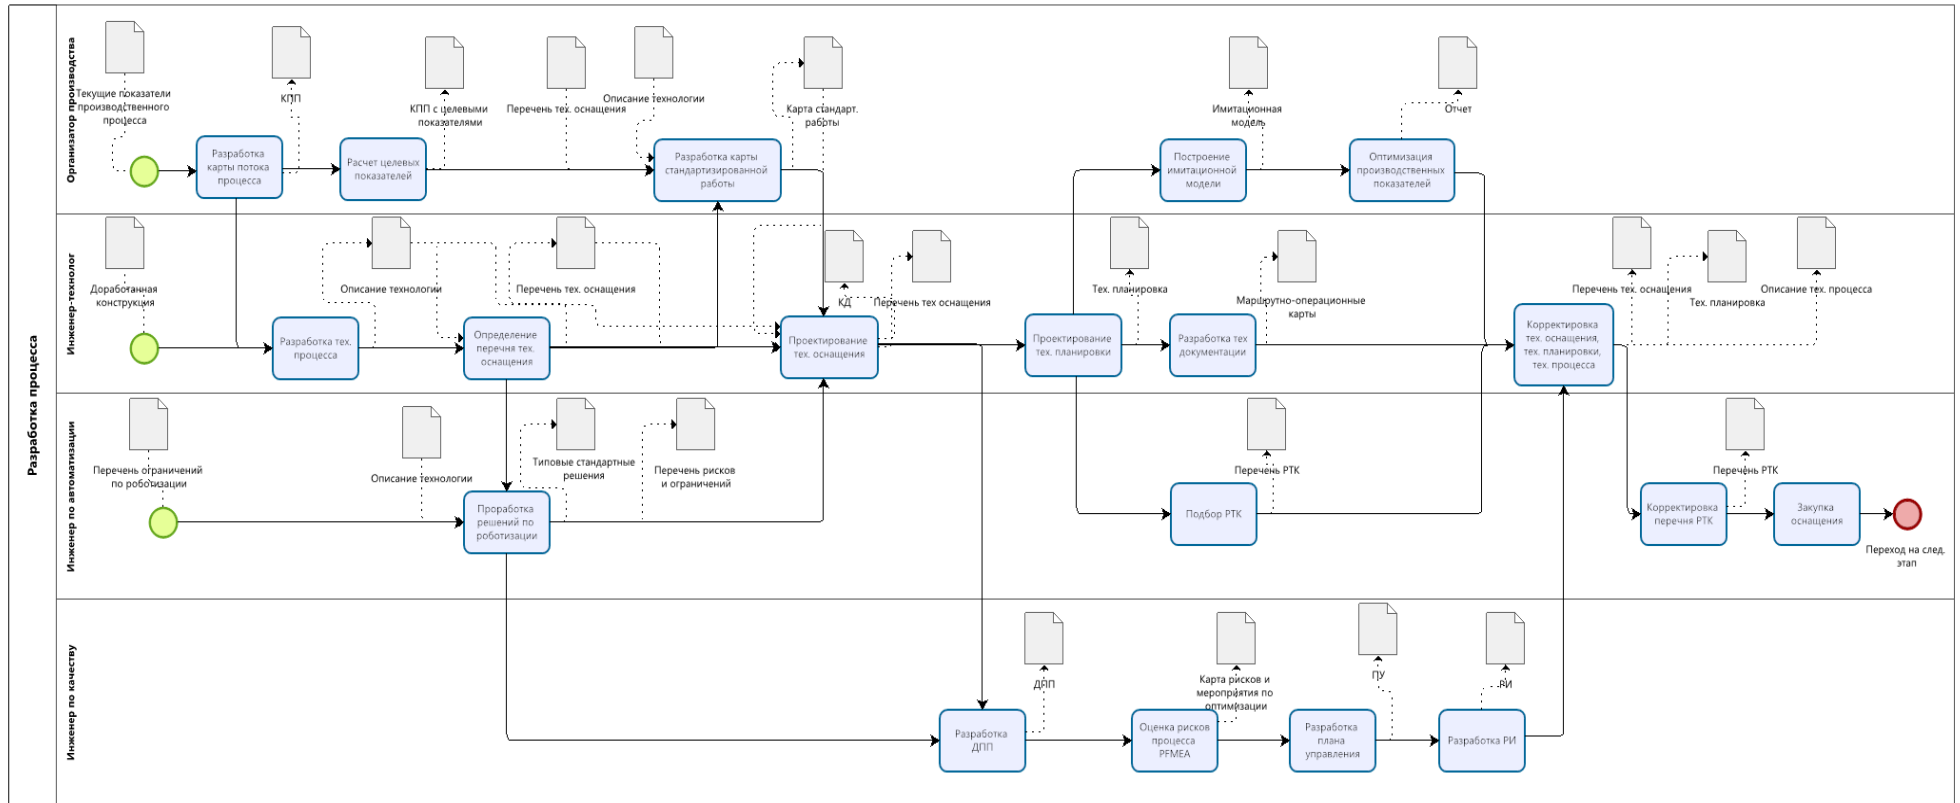 Разработка процесса
Организатор производства
Текущие показатели
производственного
процесса
КПП
КПП с целевыми
показателями
Перечень тех. оснащения
Описание технологии
Карта стандарт.
работы
Имитационная
модель
Отчет
Разработка
карты потока
процесса
Расчет целевых
показателей
Разработка карты
стандартизированной
работы
Построение
имитационной
модели
Оптимизация
производственных
показателей
Инженер-технолог
Доработанная
конструкция
Описание технологии
Перечень тех. оснащения
КД
Перечень тех оснащения
Тех. планировка
Маршрутно-операционные
карты
Перечень тех. оснащения
Тех. планировка
Описание тех. процесса
Разработка тех.
процесса
Определение
перечня тех.
оснащения
Проектирование
тех. оснащения
Проектирование
тех. планировки
Разработка тех
документации
Корректировка
тех. оснащения,
тех. планировки,
тех. процесса
Инженер по автоматизации
Перечень ограничений
по роботизации
Описание технологии
Типовые стандартные
решения
Перечень рисков
и ограничений
Перечень РТК
Перечень РТК
Проработка
решений по
роботизации
Подбор РТК
Корректировка
перечня РТК
Закупка
оснащения
Переход на след.
этап
Инженер по качеству
ДПП
Карта рисков и
мероприятия по
оптимизации
ПУ
РИ
Разработка
ДПП
Оценка рисков
процесса
PFMEA
Разработка
плана
управления
Разработка РИ